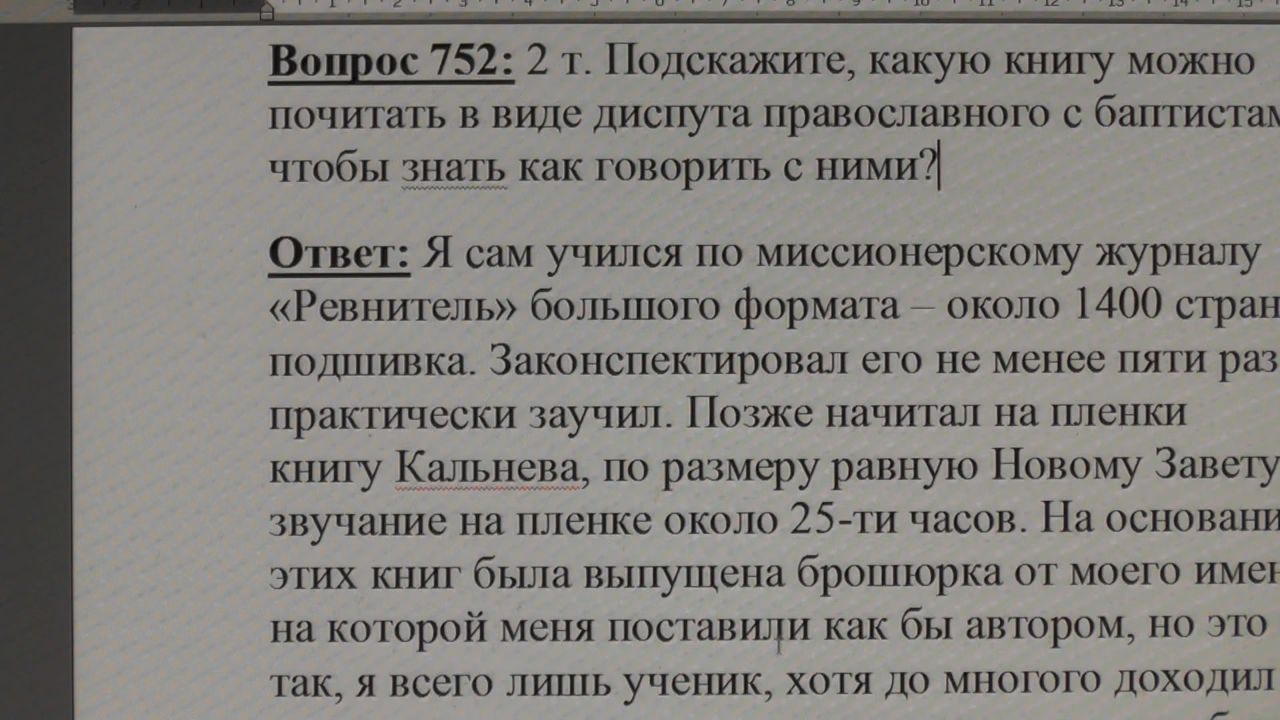 Вопрос 752: 2 т. Подскажите, какую книгу можно
почитать в виде диспута православного с баптистам
чтобы знать как говорить с ними?
Ответ: Я сам учился по миссионерскому журналу
«Ревнитель» большого формата – около 1400 стран
подшивка. Законспектировал его не менее пяти раз
практически заучил. Позже начитал на пленки
книгу Кальнева, по размеру равную Новому Завету
звучание на пленке около 25-ти часов. На основани
этих книг была выпущена брошюрка от моего имен
на которой меня поставили как бы автором, но это
так, я всего лишь ученик, хотя до многого доходил